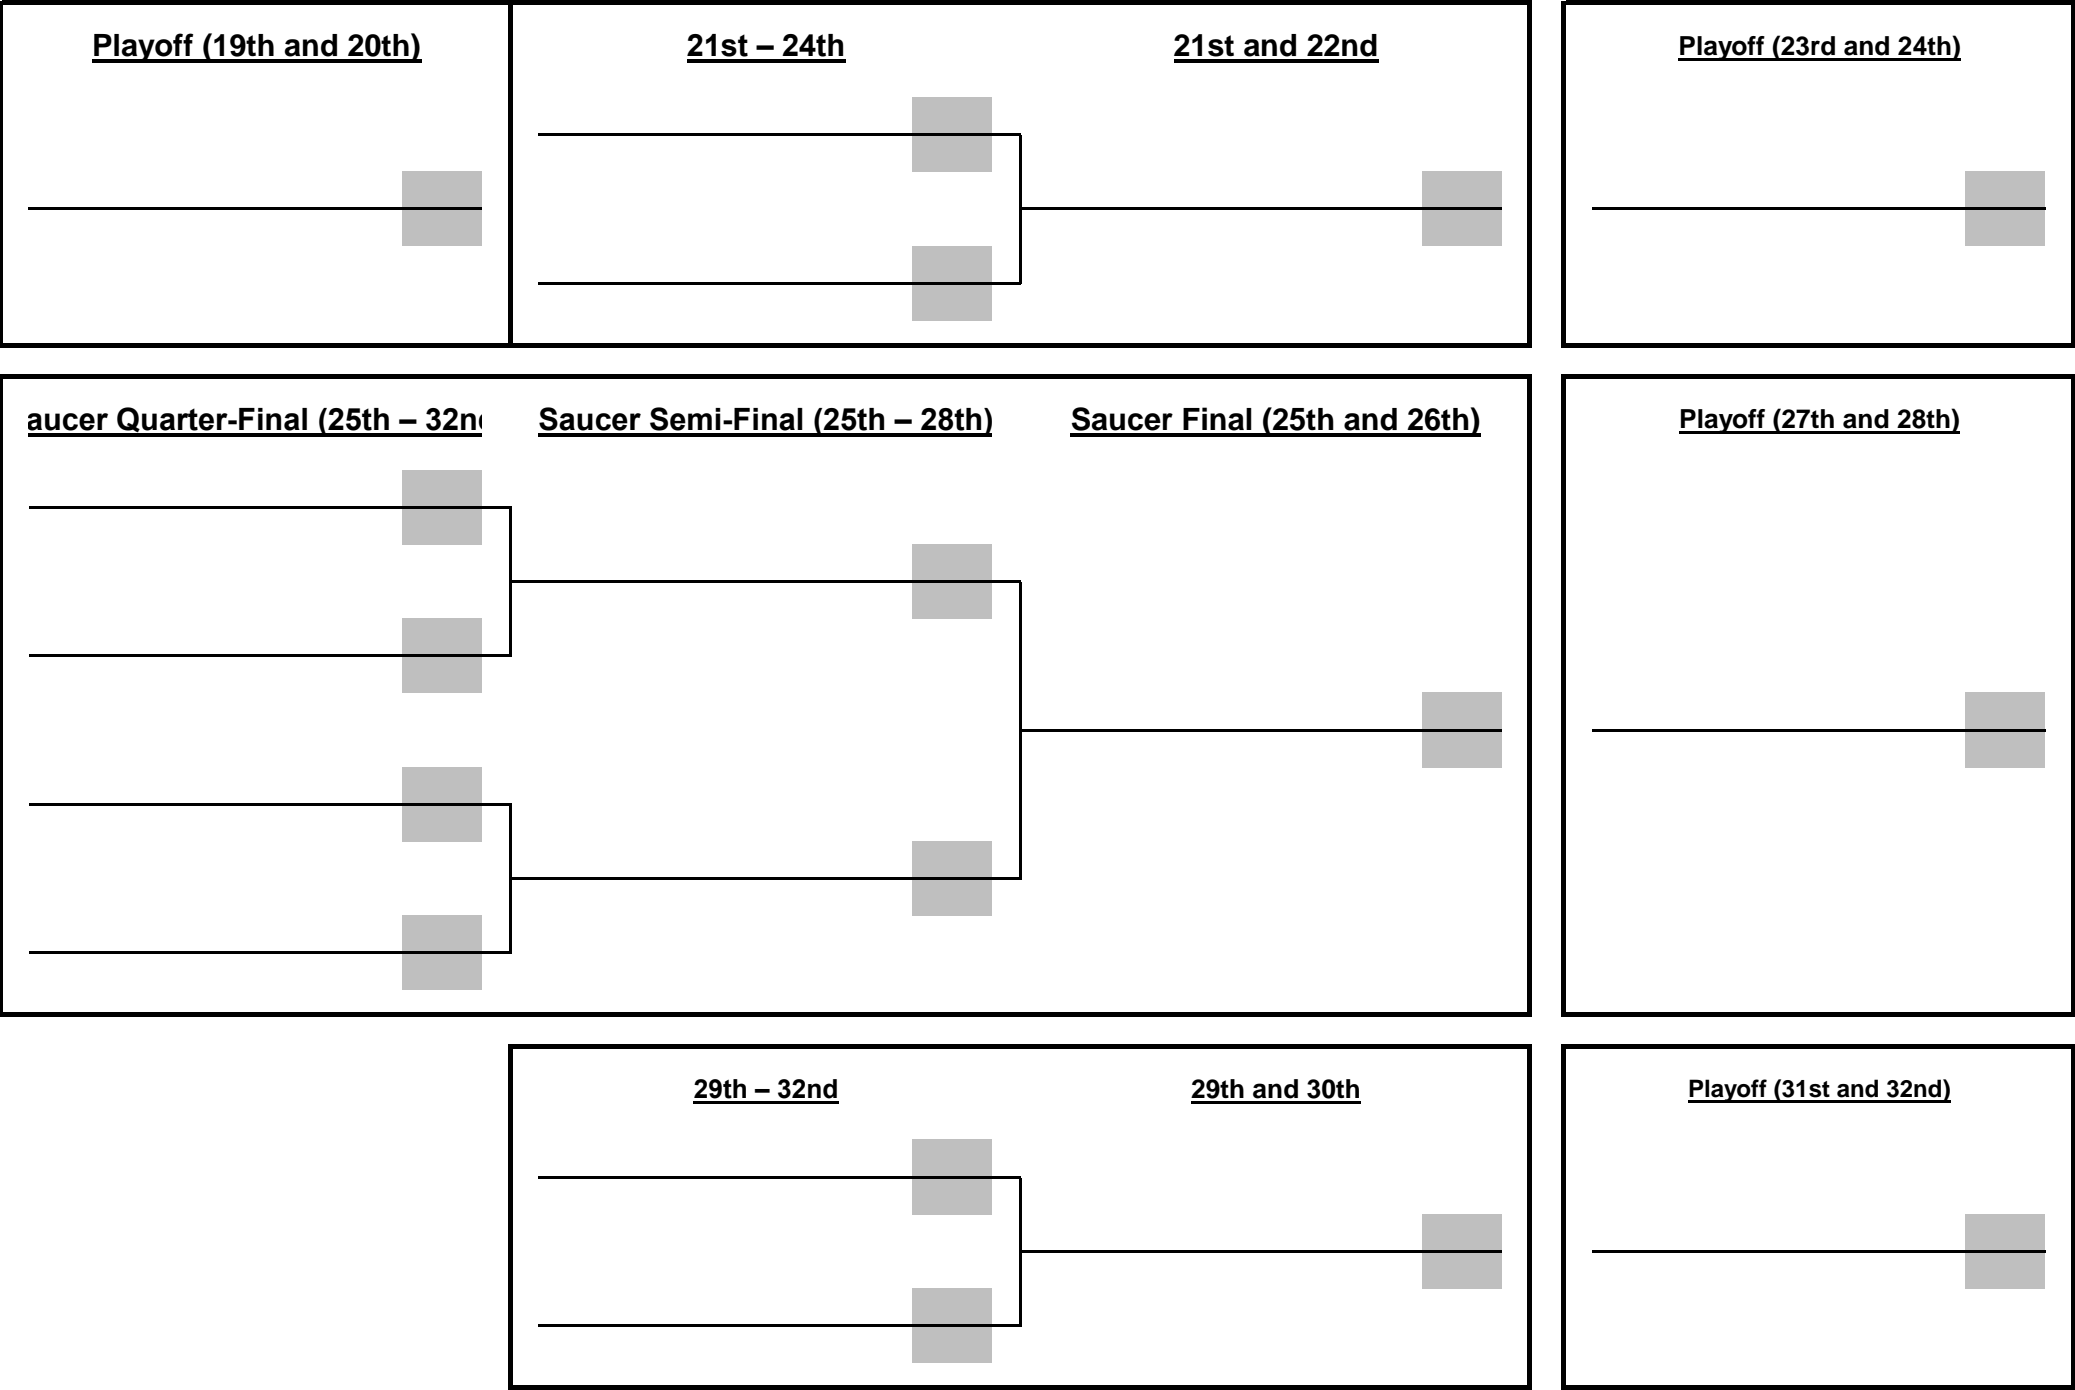 Playoff (19th and 20th)
21st – 24th
21st and 22nd
Playoff (23rd and 24th)
aucer Quarter-Final (25th – 32n
Saucer Semi-Final (25th – 28th)
Saucer Final (25th and 26th)
Playoff (27th and 28th)
29th – 32nd
29th and 30th
Playoff (31st and 32nd)